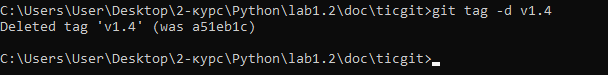 C:\Users\User\Desktop\2-курс\Python\lab1.2\doc\ticgit>git tag -d v1.4
Deleted tag 'v1.4' (was a51eb1c)
C:\Users\User\Desktop\2-курс\Python\lab1.2\doc\ticgit>